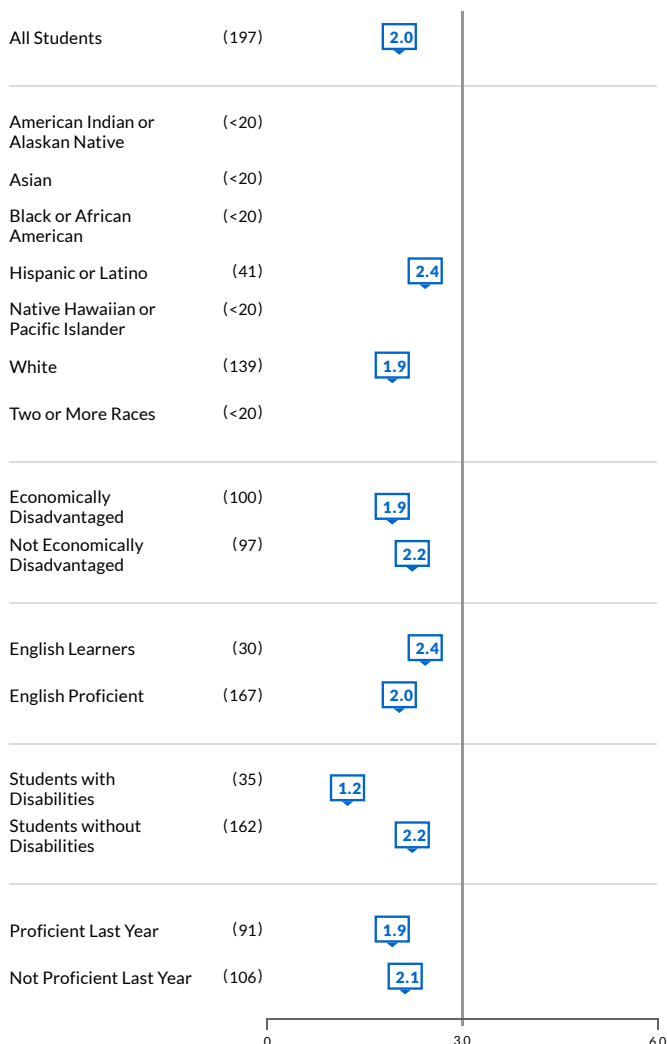 All Students (197) 2.0
American Indian or
Alaskan Native (<20)
Asian (<20)
Black or African
American (<20)
Hispanic or Latino (41) 2.4
Native Hawaiian or
Pacific Islander (<20)
White (139) 1.9
Two or More Races (<20)
Economically
Disadvantaged (100) 1.9
Not Economically
Disadvantaged (97) 2.2
English Learners (30) 2.4
English Proficient (167) 2.0
Students with
Disabilities (35) 1.2
Students without
Disabilities (162) 2.2
Proficient Last Year (91) 1.9
Not Proficient Last Year (106) 2.1
0 3.0 6.0